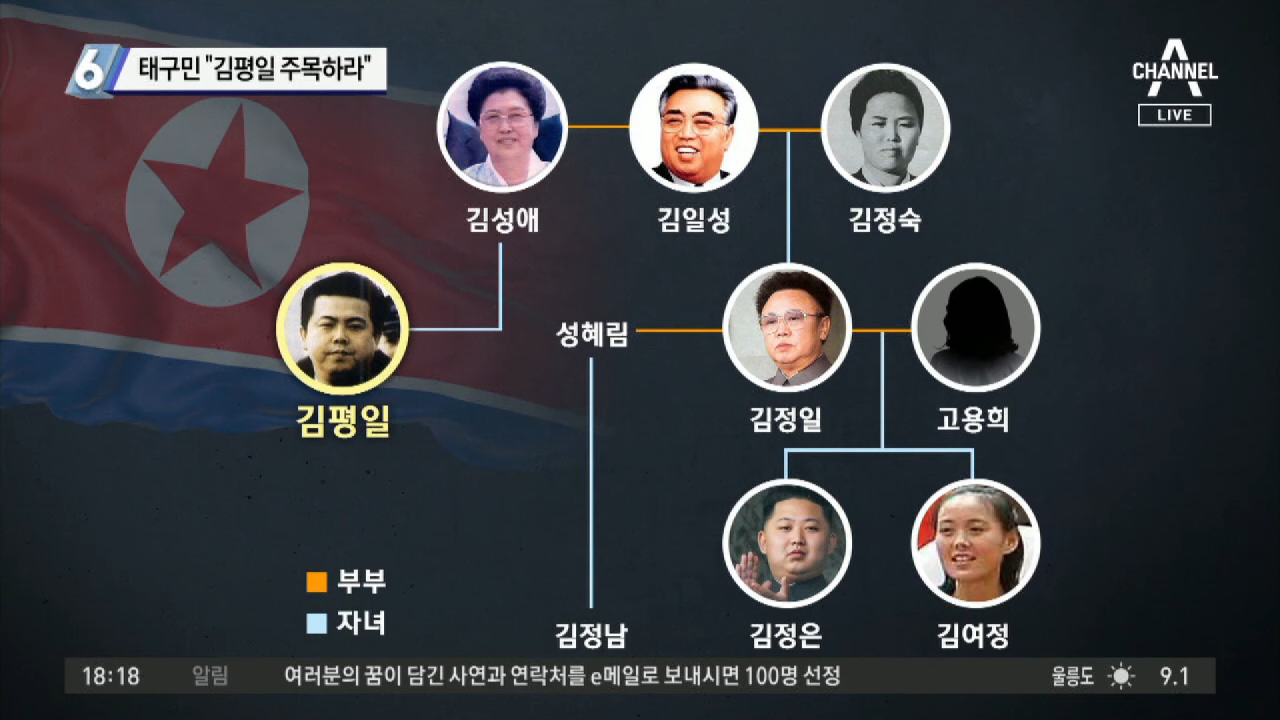 6 태구민 "김평일 주목하라"
CHANNEL A
LIVE
김성애 김일성 김정숙
김평일
성혜림
김정일 고용희
부부
자녀
김정남 김정은 김여정
18:18 알림 여러분의 꿈이 담긴 사연과 연락처를 e메일로 보내시면 100명 선정 울릉도 9.1